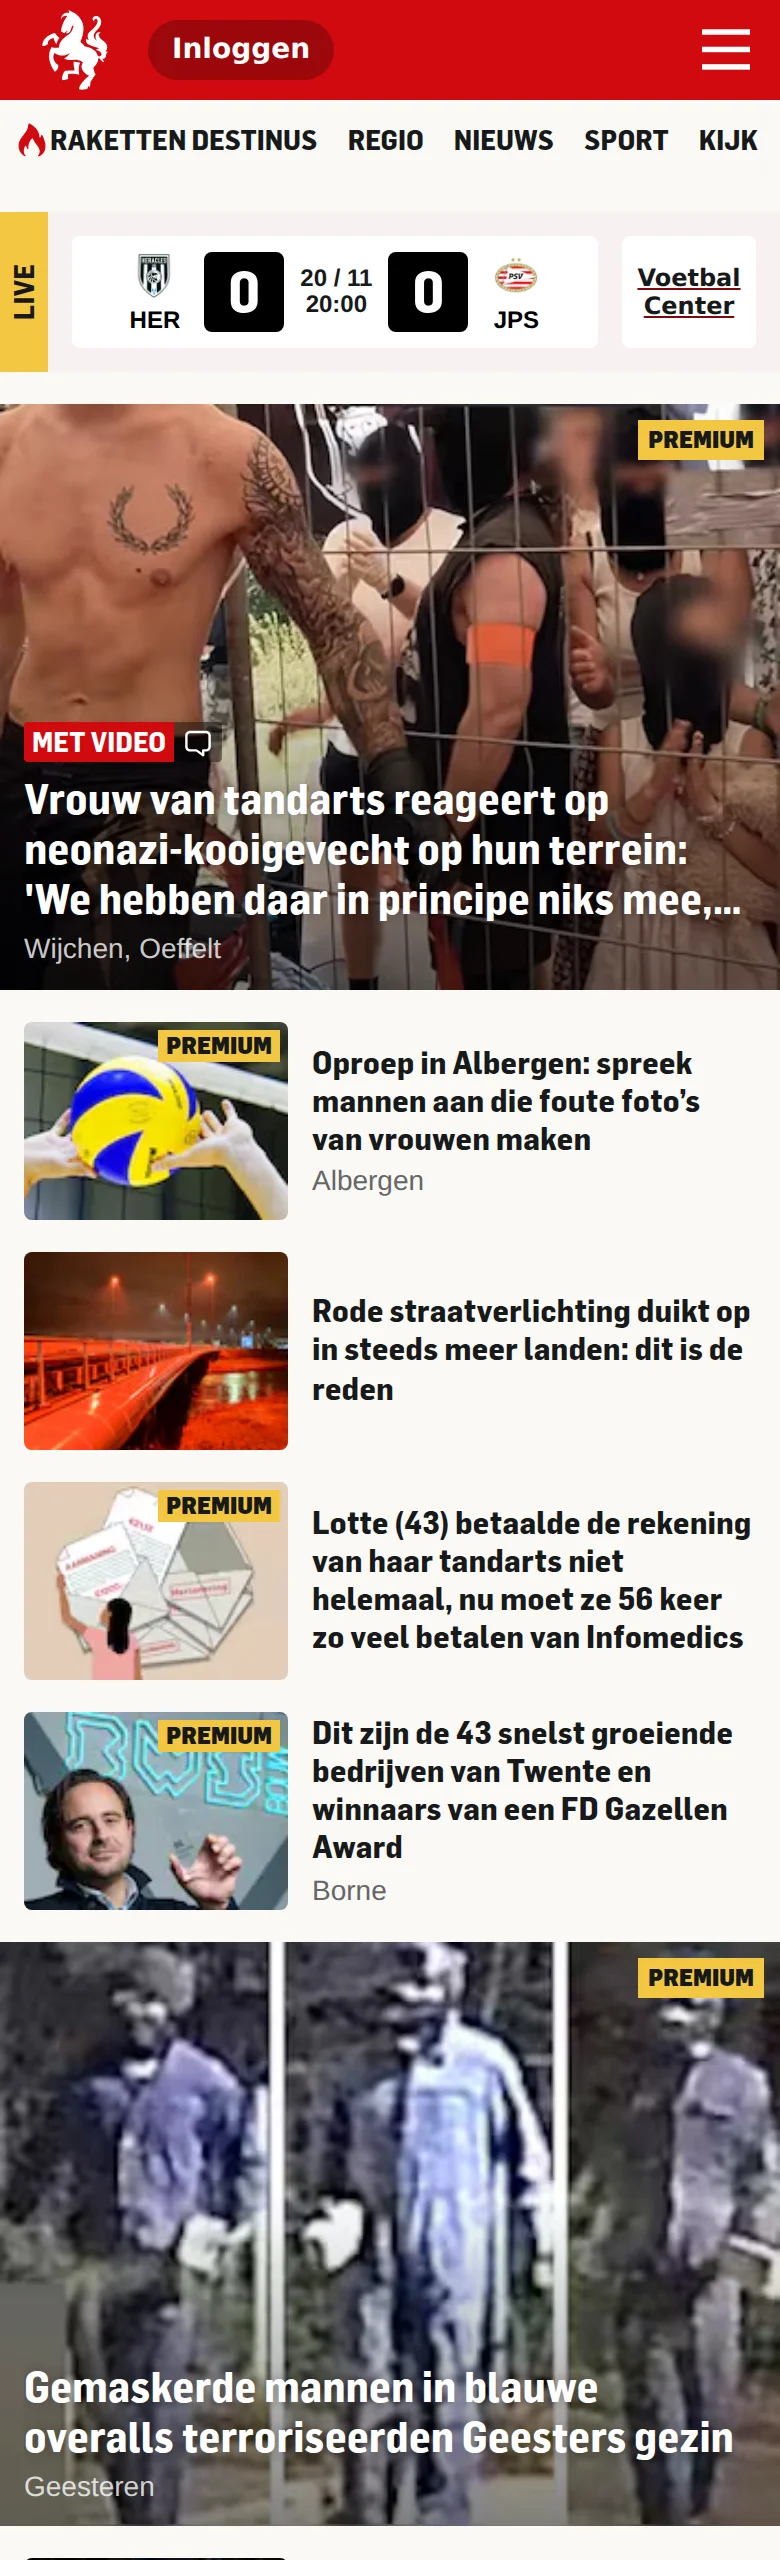 Inloggen
RAKETTEN DESTINUS REGIO NIEUWS SPORT KIJK
LIVE
HERACLES
HER
0
20 / 11
20:00
0
PSV
JPS
Voetbal
Center
PREMIUM
MET VIDEO
Vrouw van tandarts reageert op
neonazi-kooigevecht op hun terrein:
'We hebben daar in principe niks mee,...
Wijchen, Oeffelt
PREMIUM
Oproep in Albergen: spreek
mannen aan die foute foto’s
van vrouwen maken
Albergen
Rode straatverlichting duikt op
in steeds meer landen: dit is de
reden
PREMIUM
AANMANING
Lotte (43) betaalde de rekening
van haar tandarts niet
helemaal, nu moet ze 56 keer
zo veel betalen van Infomedics
PREMIUM
Dit zijn de 43 snelst groeiende
bedrijven van Twente en
winnaars van een FD Gazellen
Award
Borne
PREMIUM
Gemaskerde mannen in blauwe
overalls terroriseerden Geesters gezin
Geesteren